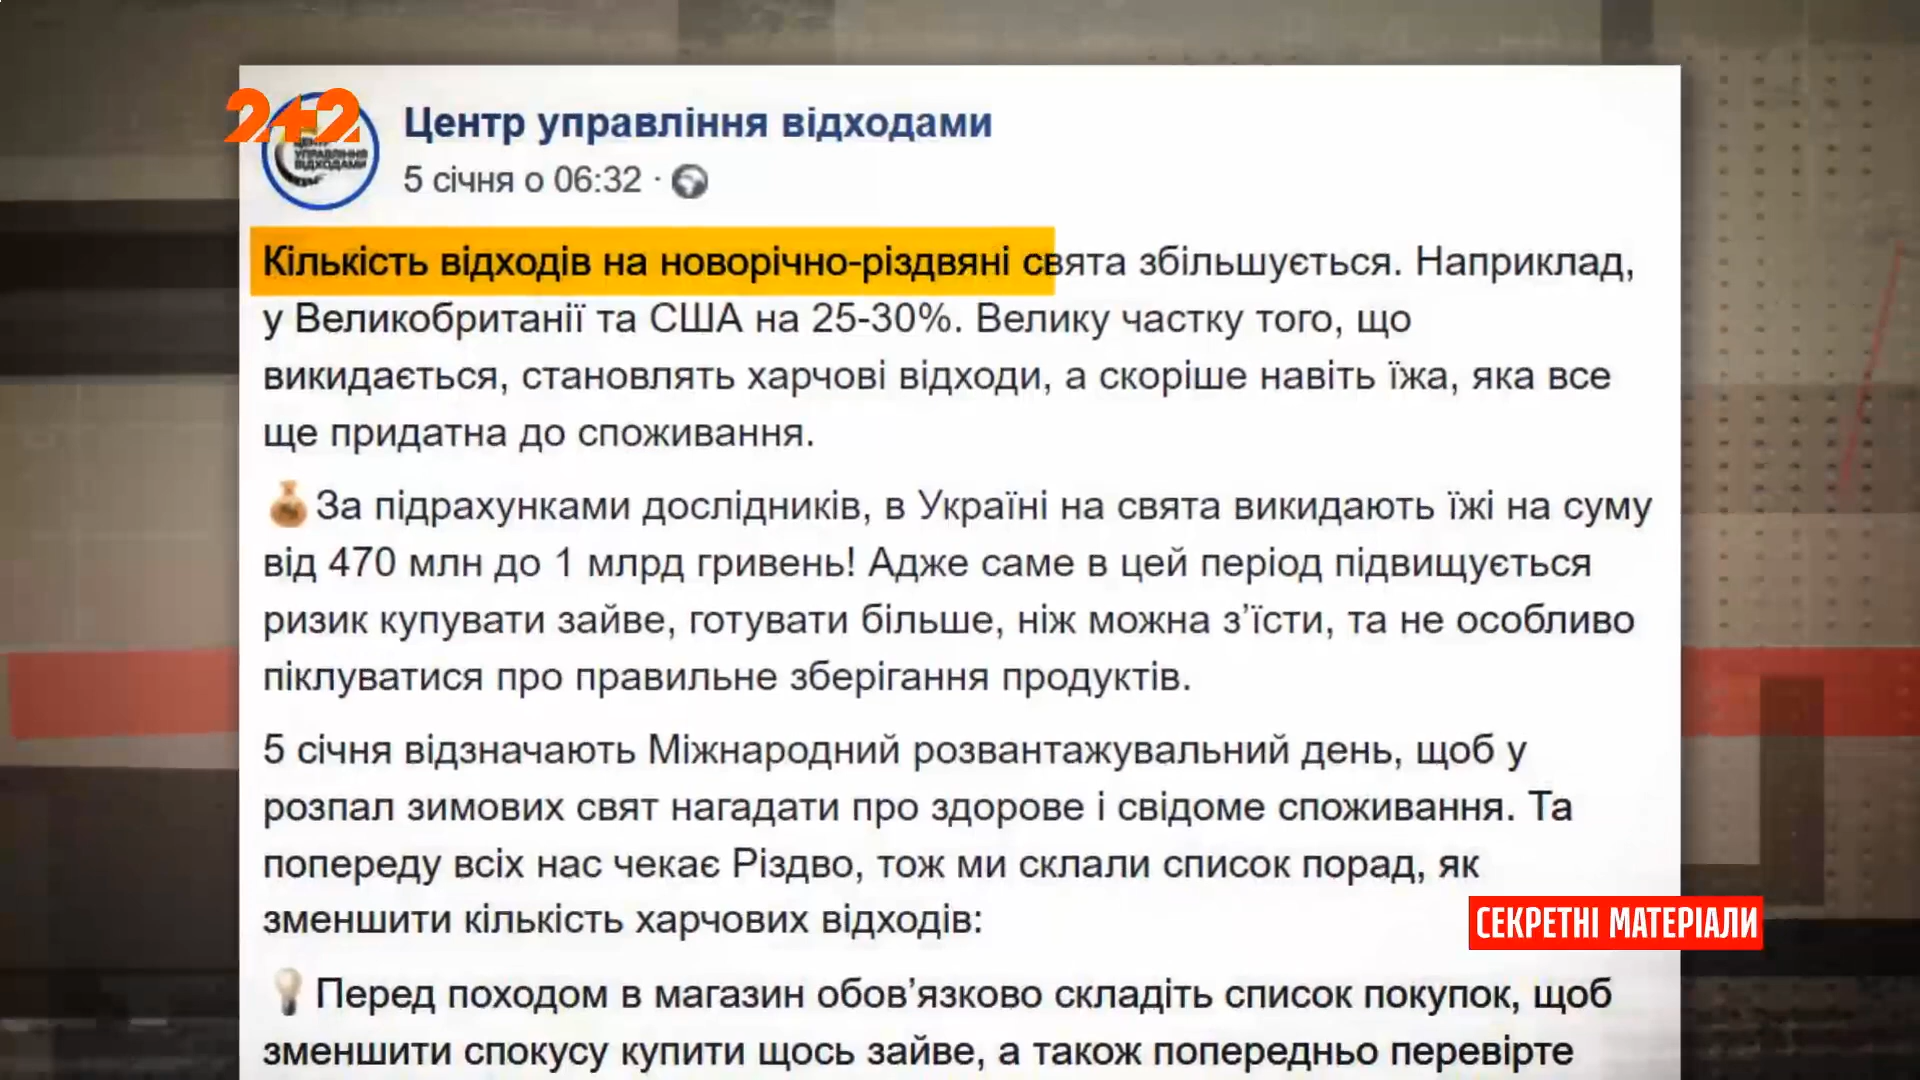 2+2
ЦЕНТР
УПРАВЛІННЯ
ВІДХОДАМИ
Центр управління відходами
5 січня о 06:32 ·
Кількість відходів на новорічно-різдвяні свята збільшується. Наприклад,
у Великобританії та США на 25-30%. Велику частку того, що
викидається, становлять харчові відходи, а скоріше навіть їжа, яка все
ще придатна до споживання.
За підрахунками дослідників, в Україні на свята викидають їжі на суму
від 470 млн до 1 млрд гривень! Адже саме в цей період підвищується
ризик купувати зайве, готувати більше, ніж можна з’їсти, та не особливо
піклуватися про правильне зберігання продуктів.
5 січня відзначають Міжнародний розвантажувальний день, щоб у
розпал зимових свят нагадати про здорове і свідоме споживання. Та
попереду всіх нас чекає Різдво, тож ми склали список порад, як
зменшити кількість харчових відходів:
СЕКРЕТНІ МАТЕРІАЛИ
Перед походом в магазин обов’язково складіть список покупок, щоб
зменшити спокусу купити щось зайве, а також попередньо перевірте